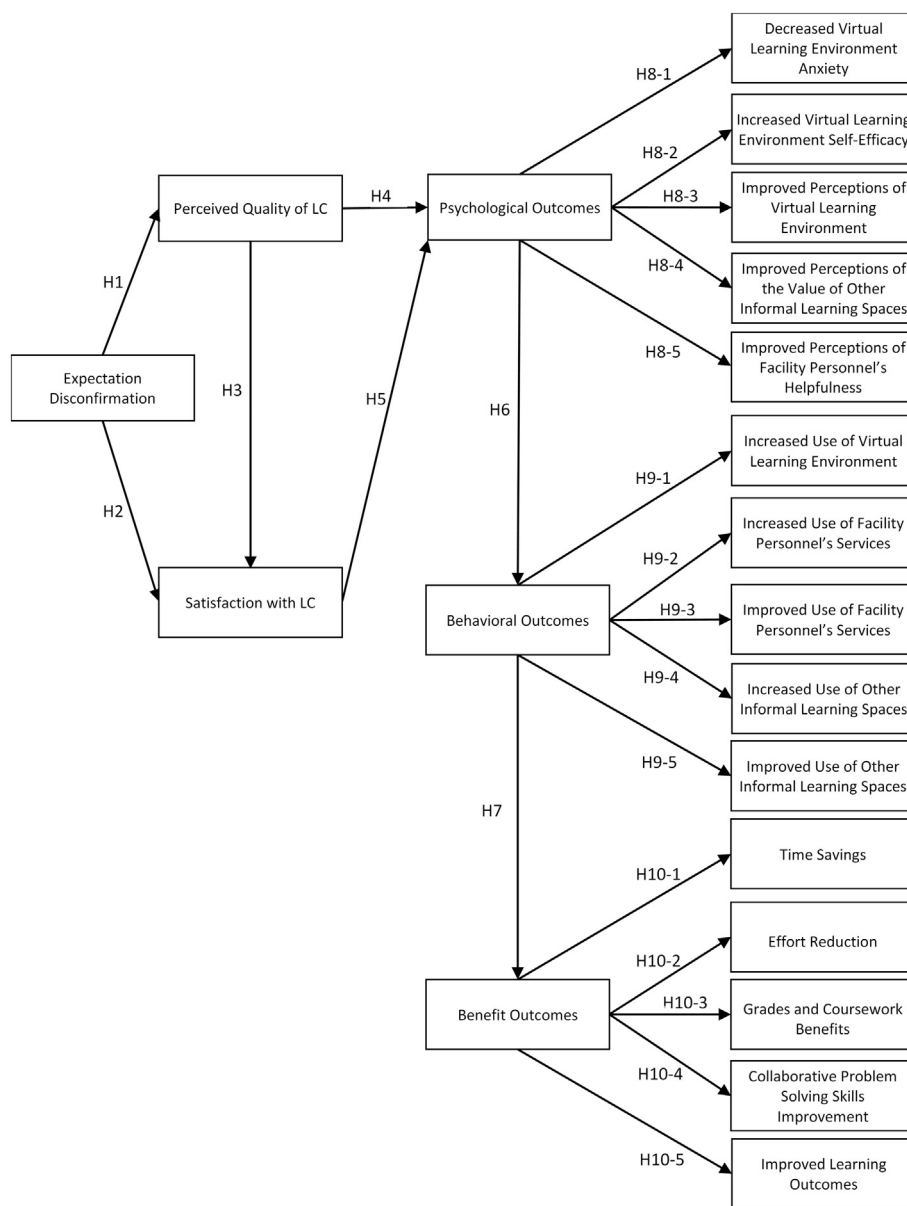 Decreased Virtual
Learning Environment
Anxiety
H8-1
Increased Virtual Learning
Environment Self-Efficacy
H8-2
Perceived Quality of LC
H4
Psychological Outcomes
H8-3
Improved Perceptions of
Virtual Learning
Environment
H8-4
Improved Perceptions of
the Value of Other
Informal Learning Spaces
H1
H8-5
Improved Perceptions of
Facility Personnel's
Helpfulness
Expectation
Disconfirmation
H3
H5
H6
Increased Use of Virtual
Learning Environment
H9-1
H2
Increased Use of Facility
Personnel's Services
H9-2
Satisfaction with LC
Behavioral Outcomes
H9-3
Improved Use of Facility
Personnel's Services
H9-4
Increased Use of Other
Informal Learning Spaces
H9-5
Improved Use of Other
Informal Learning Spaces
H7
Time Savings
H10-1
Effort Reduction
H10-2
Benefit Outcomes
H10-3
Grades and Coursework
Benefits
H10-4
Collaborative Problem
Solving Skills
Improvement
H10-5
Improved Learning
Outcomes